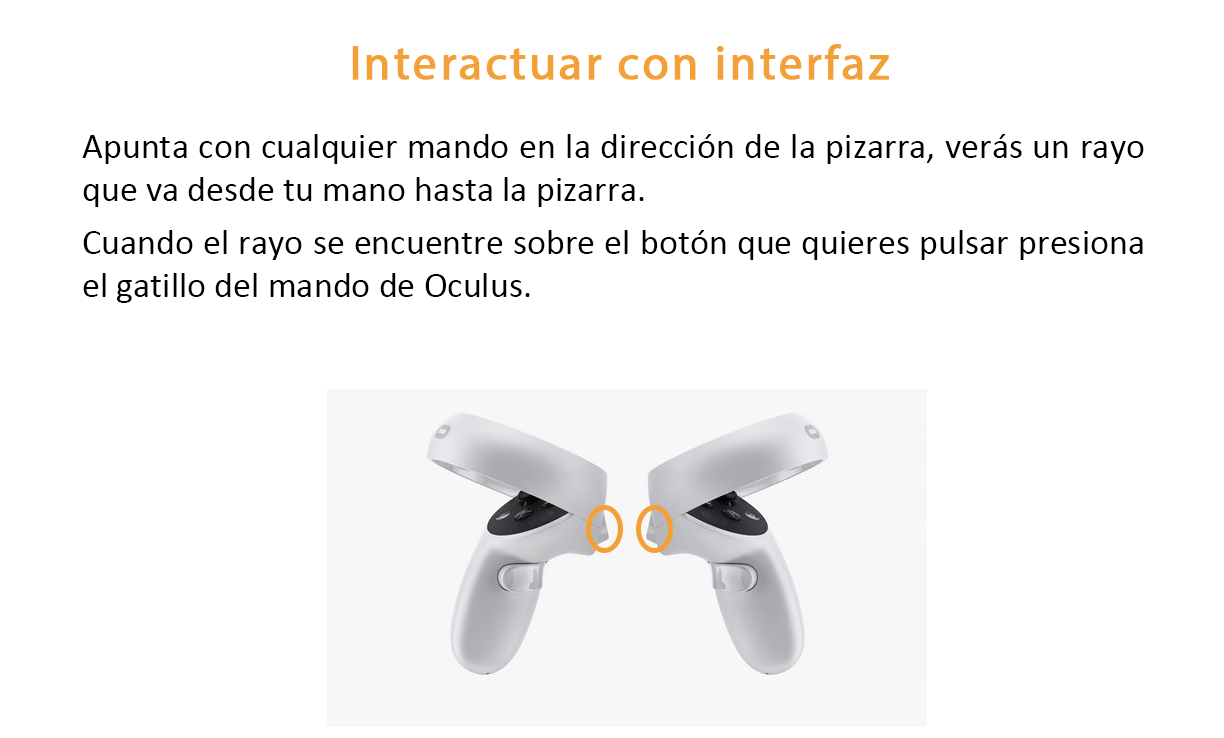 Interactuar con interfaz
Apunta con cualquier mando en la dirección de la pizarra, verás un rayo
que va desde tu mano hasta la pizarra.
Cuando el rayo se encuentre sobre el botón que quieres pulsar presiona
el gatillo del mando de Oculus.